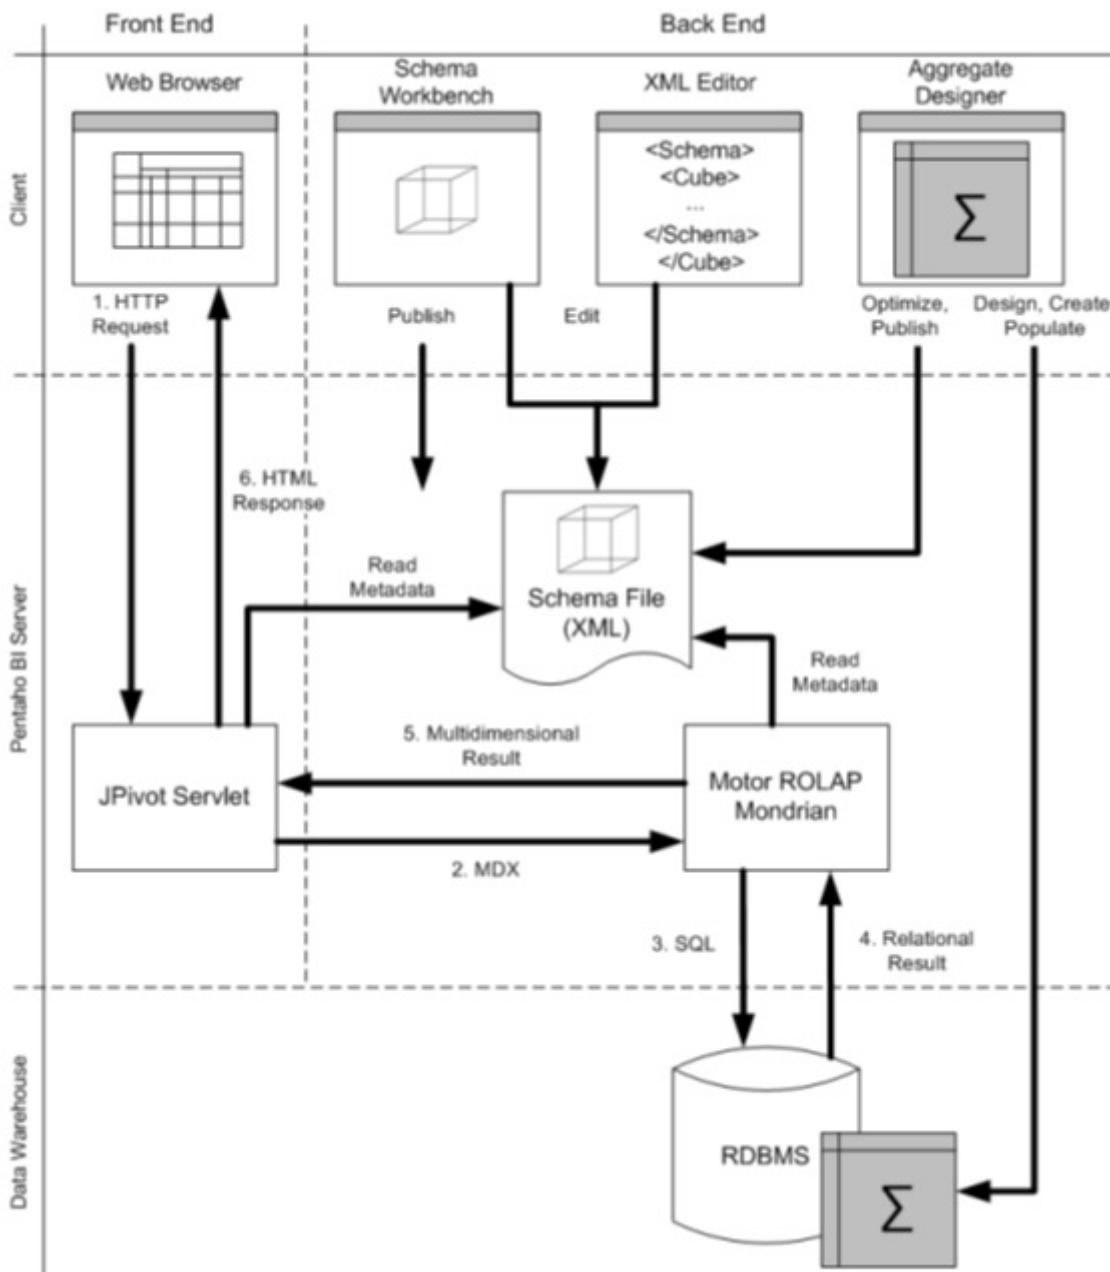 Front End
Back End
Web Browser
Schema
Workbench
XML Editor
Aggregate
Designer
<Schema>
<Cube>
...
</Schema>
</Cube>
Σ
Client
1. HTTP
Request
Publish
Edit
Optimize,
Publish
Design, Create
Populate
6. HTML
Response
Read
Metadata
Schema File
(XML)
Read
Metadata
Pentaho BI Server
5. Multidimensional
Result
JPivot Servlet
Motor ROLAP
Mondrian
2. MDX
3. SQL
4. Relational
Result
Data Warehouse
RDBMS
Σ